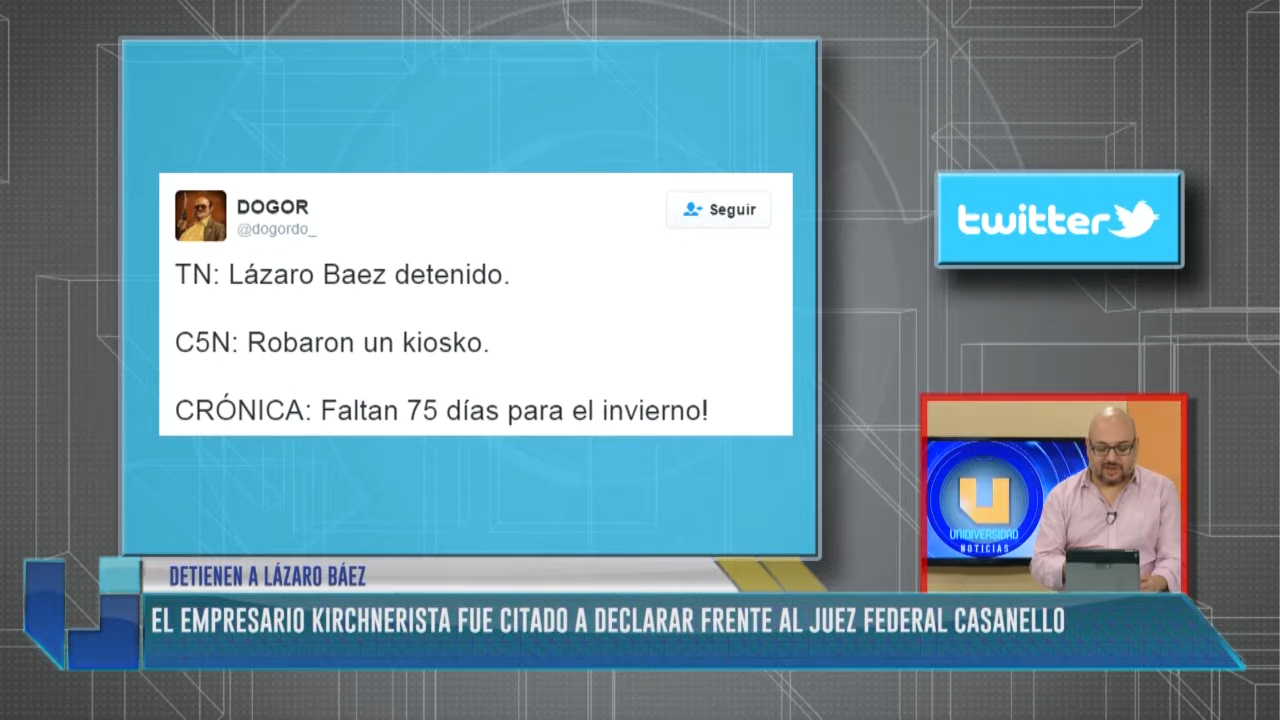 DOGOR
@dogordo_
Seguir
TN: Lázaro Baez detenido.
C5N: Robaron un kiosko.
CRÓNICA: Faltan 75 días para el invierno!
twitter
U
UNIDIVERSIDAD
NOTICIAS
DETIENEN A LÁZARO BÁEZ
EL EMPRESARIO KIRCHNERISTA FUE CITADO A DECLARAR FRENTE AL JUEZ FEDERAL CASANELLO